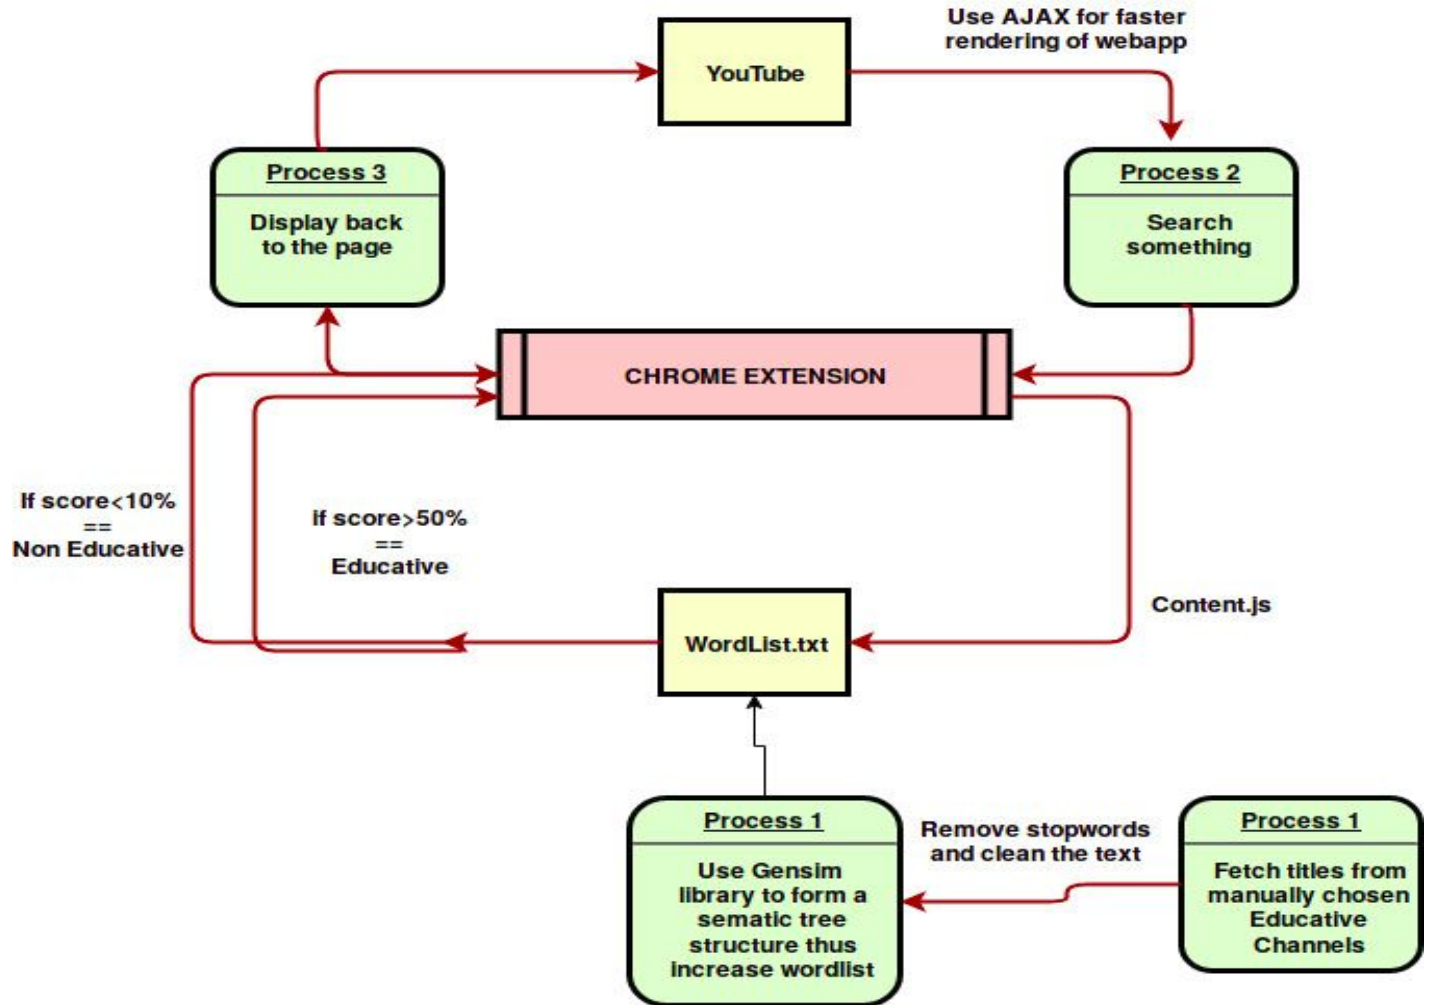 Use AJAX for faster
rendering of webapp
YouTube
Process 3
Display back
to the page
Process 2
Search
something
CHROME EXTENSION
If score<10%
==
Non Educative
if score>50%
==
Educative
Content.js
WordList.txt
Process 1
Use Gensim
library to form a
sematic tree
structure thus
increase wordlist
Remove stopwords
and clean the text
Process 1
Fetch titles from
manually chosen
Educative
Channels